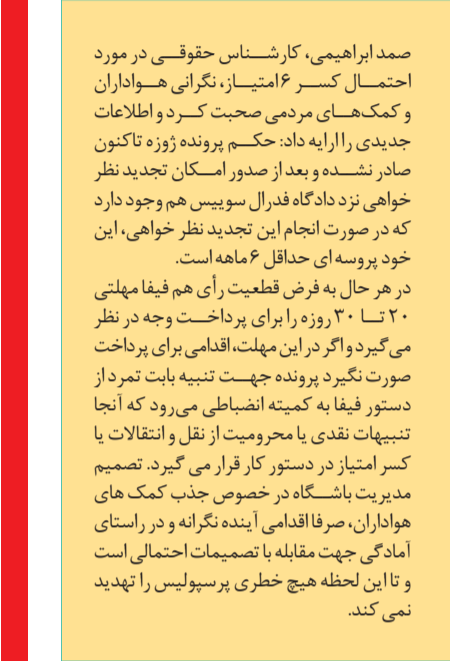 صمد ابراهیمی، کارشناس حقوقی در مورد
احتمال کسر ۶ امتیاز، نگرانی هواداران
و کمک‌های مردمی صحبت کرد و اطلاعات
جدیدی را ارایه داد: حکم پرونده ژوزه تاکنون
صادر نشده و بعد از صدور امکان تجدید نظر
خواهی نزد دادگاه فدرال سوییس هم وجود دارد
که در صورت انجام این تجدید نظر خواهی، این
خود پروسه ای حداقل ۶ ماهه است.
در هر حال به فرض قطعیت رأی هم فیفا مهلتی
۲۰ تا ۳۰ روزه را برای پرداخت وجه در نظر
می گیرد و اگر در این مهلت، اقدامی برای پرداخت
صورت نگیرد پرونده جهت تنبیه بابت تمرد از
دستور فیفا به کمیته انضباطی می‌رود که آنجا
تنبیهات نقدی یا محرومیت از نقل و انتقالات یا
کسر امتیاز در دستور کار قرار می گیرد. تصمیم
مدیریت باشگاه در خصوص جذب کمک های
هواداران، صرفا اقدامی آینده نگرانه و در راستای
آمادگی جهت مقابله با تصمیمات احتمالی است
و تا این لحظه هیچ خطری پرسپولیس را تهدید
نمی کند.